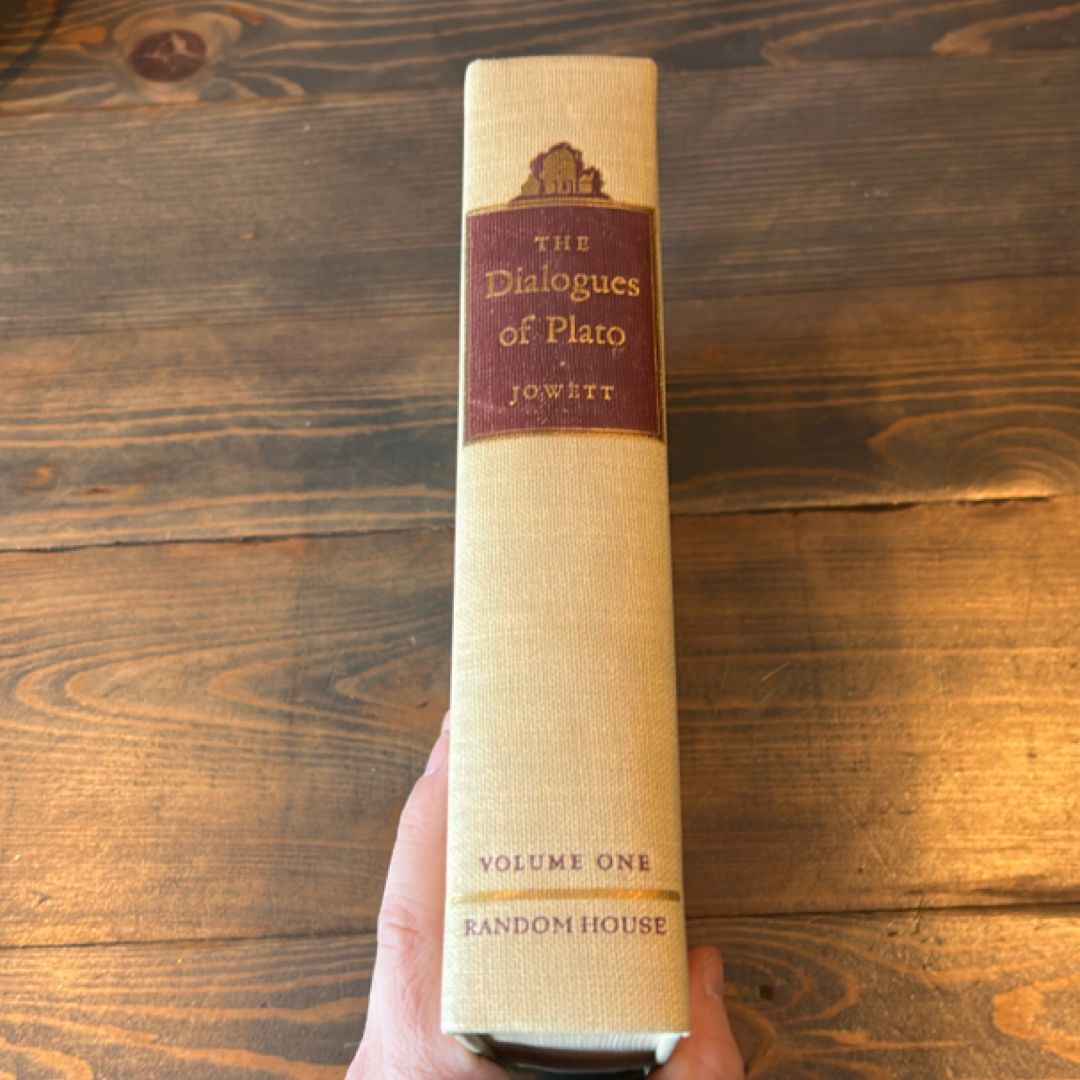 THE
Dialogues
of Plato
JOWETT
VOLUME ONE
RANDOM HOUSE